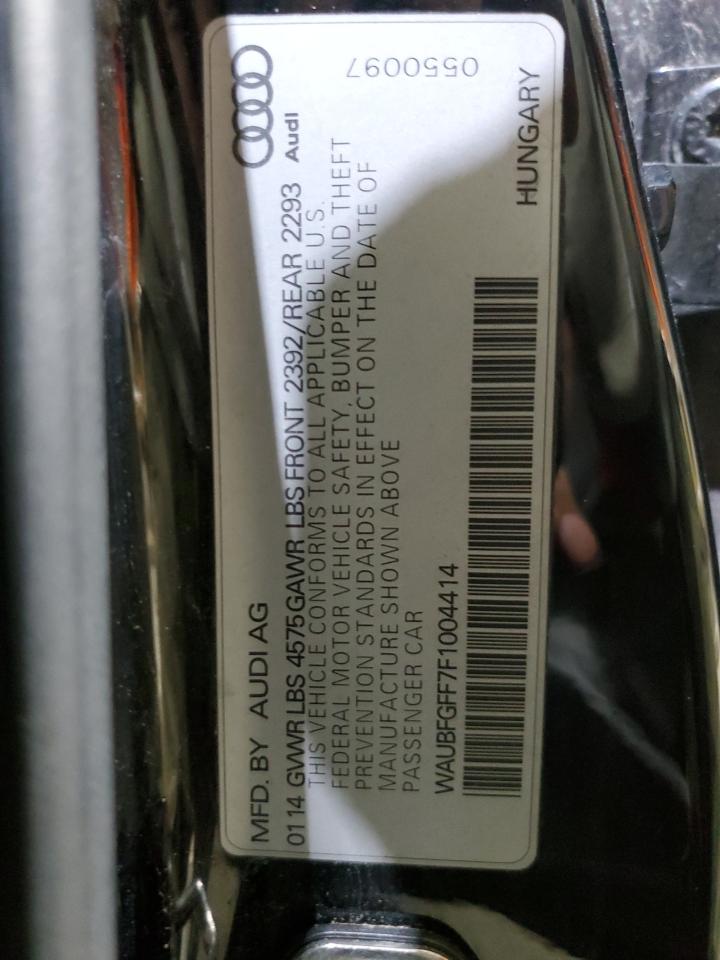 MFD. BY AUDI AG
0114 GVWR LBS 4575 GAWR LBS FRONT 2392/REAR 2293
Audi
THIS VEHICLE CONFORMS TO ALL APPLICABLE U.S.
FEDERAL MOTOR VEHICLE SAFETY, BUMPER AND THEFT
PREVENTION STANDARDS IN EFFECT ON THE DATE OF
MANUFACTURE SHOWN ABOVE
PASSENGER CAR
WAUBFGFF7F1004414
HUNGARY
0550097